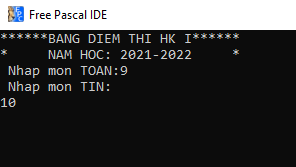 Free Pascal IDE
******BANG DIEM THI HK I******
*     NAM HOC: 2021-2022     *
Nhap mon TOAN:9
Nhap mon TIN:
10